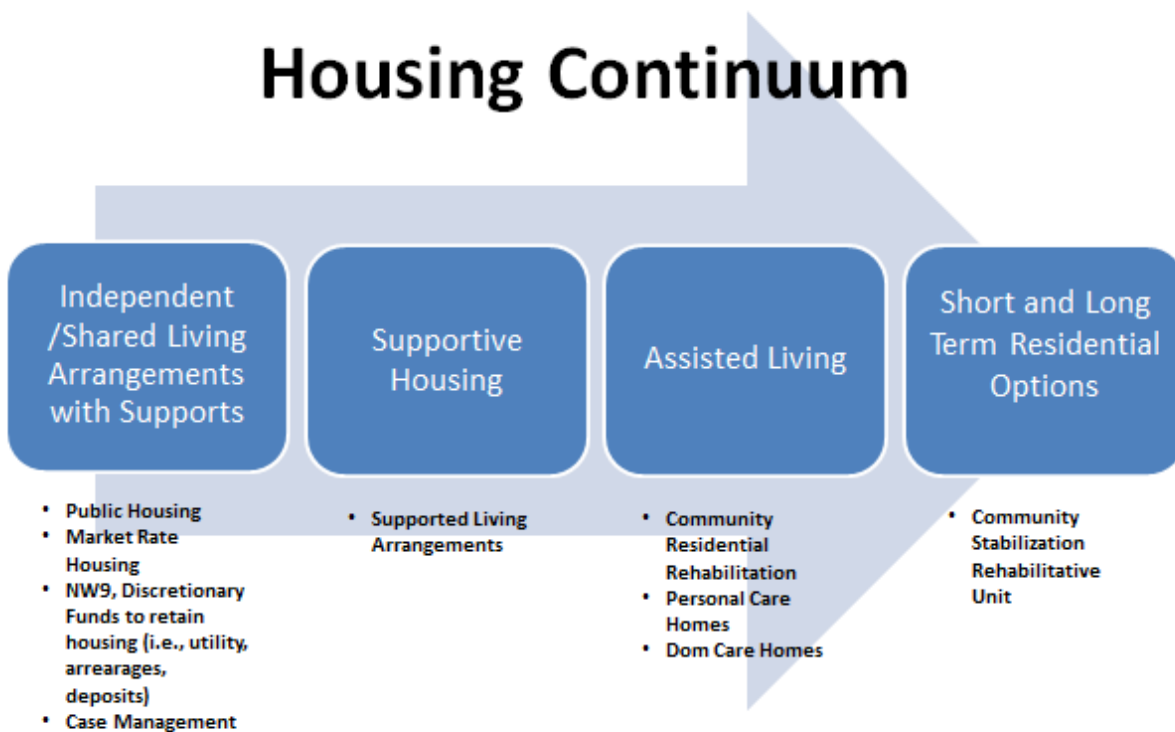 Housing Continuum
Independent
/Shared Living
Arrangements
with Supports
Supportive
Housing
Assisted Living
Short and Long
Term Residential
Options
• Public Housing
• Market Rate
Housing
• NW9, Discretionary
Funds to retain
housing (i.e., utility,
arrearages,
deposits)
• Case Management
• Supported Living
Arrangements
• Community
Residential
Rehabilitation
• Personal Care
Homes
• Dom Care Homes
• Community
Stabilization
Rehabilitative
Unit